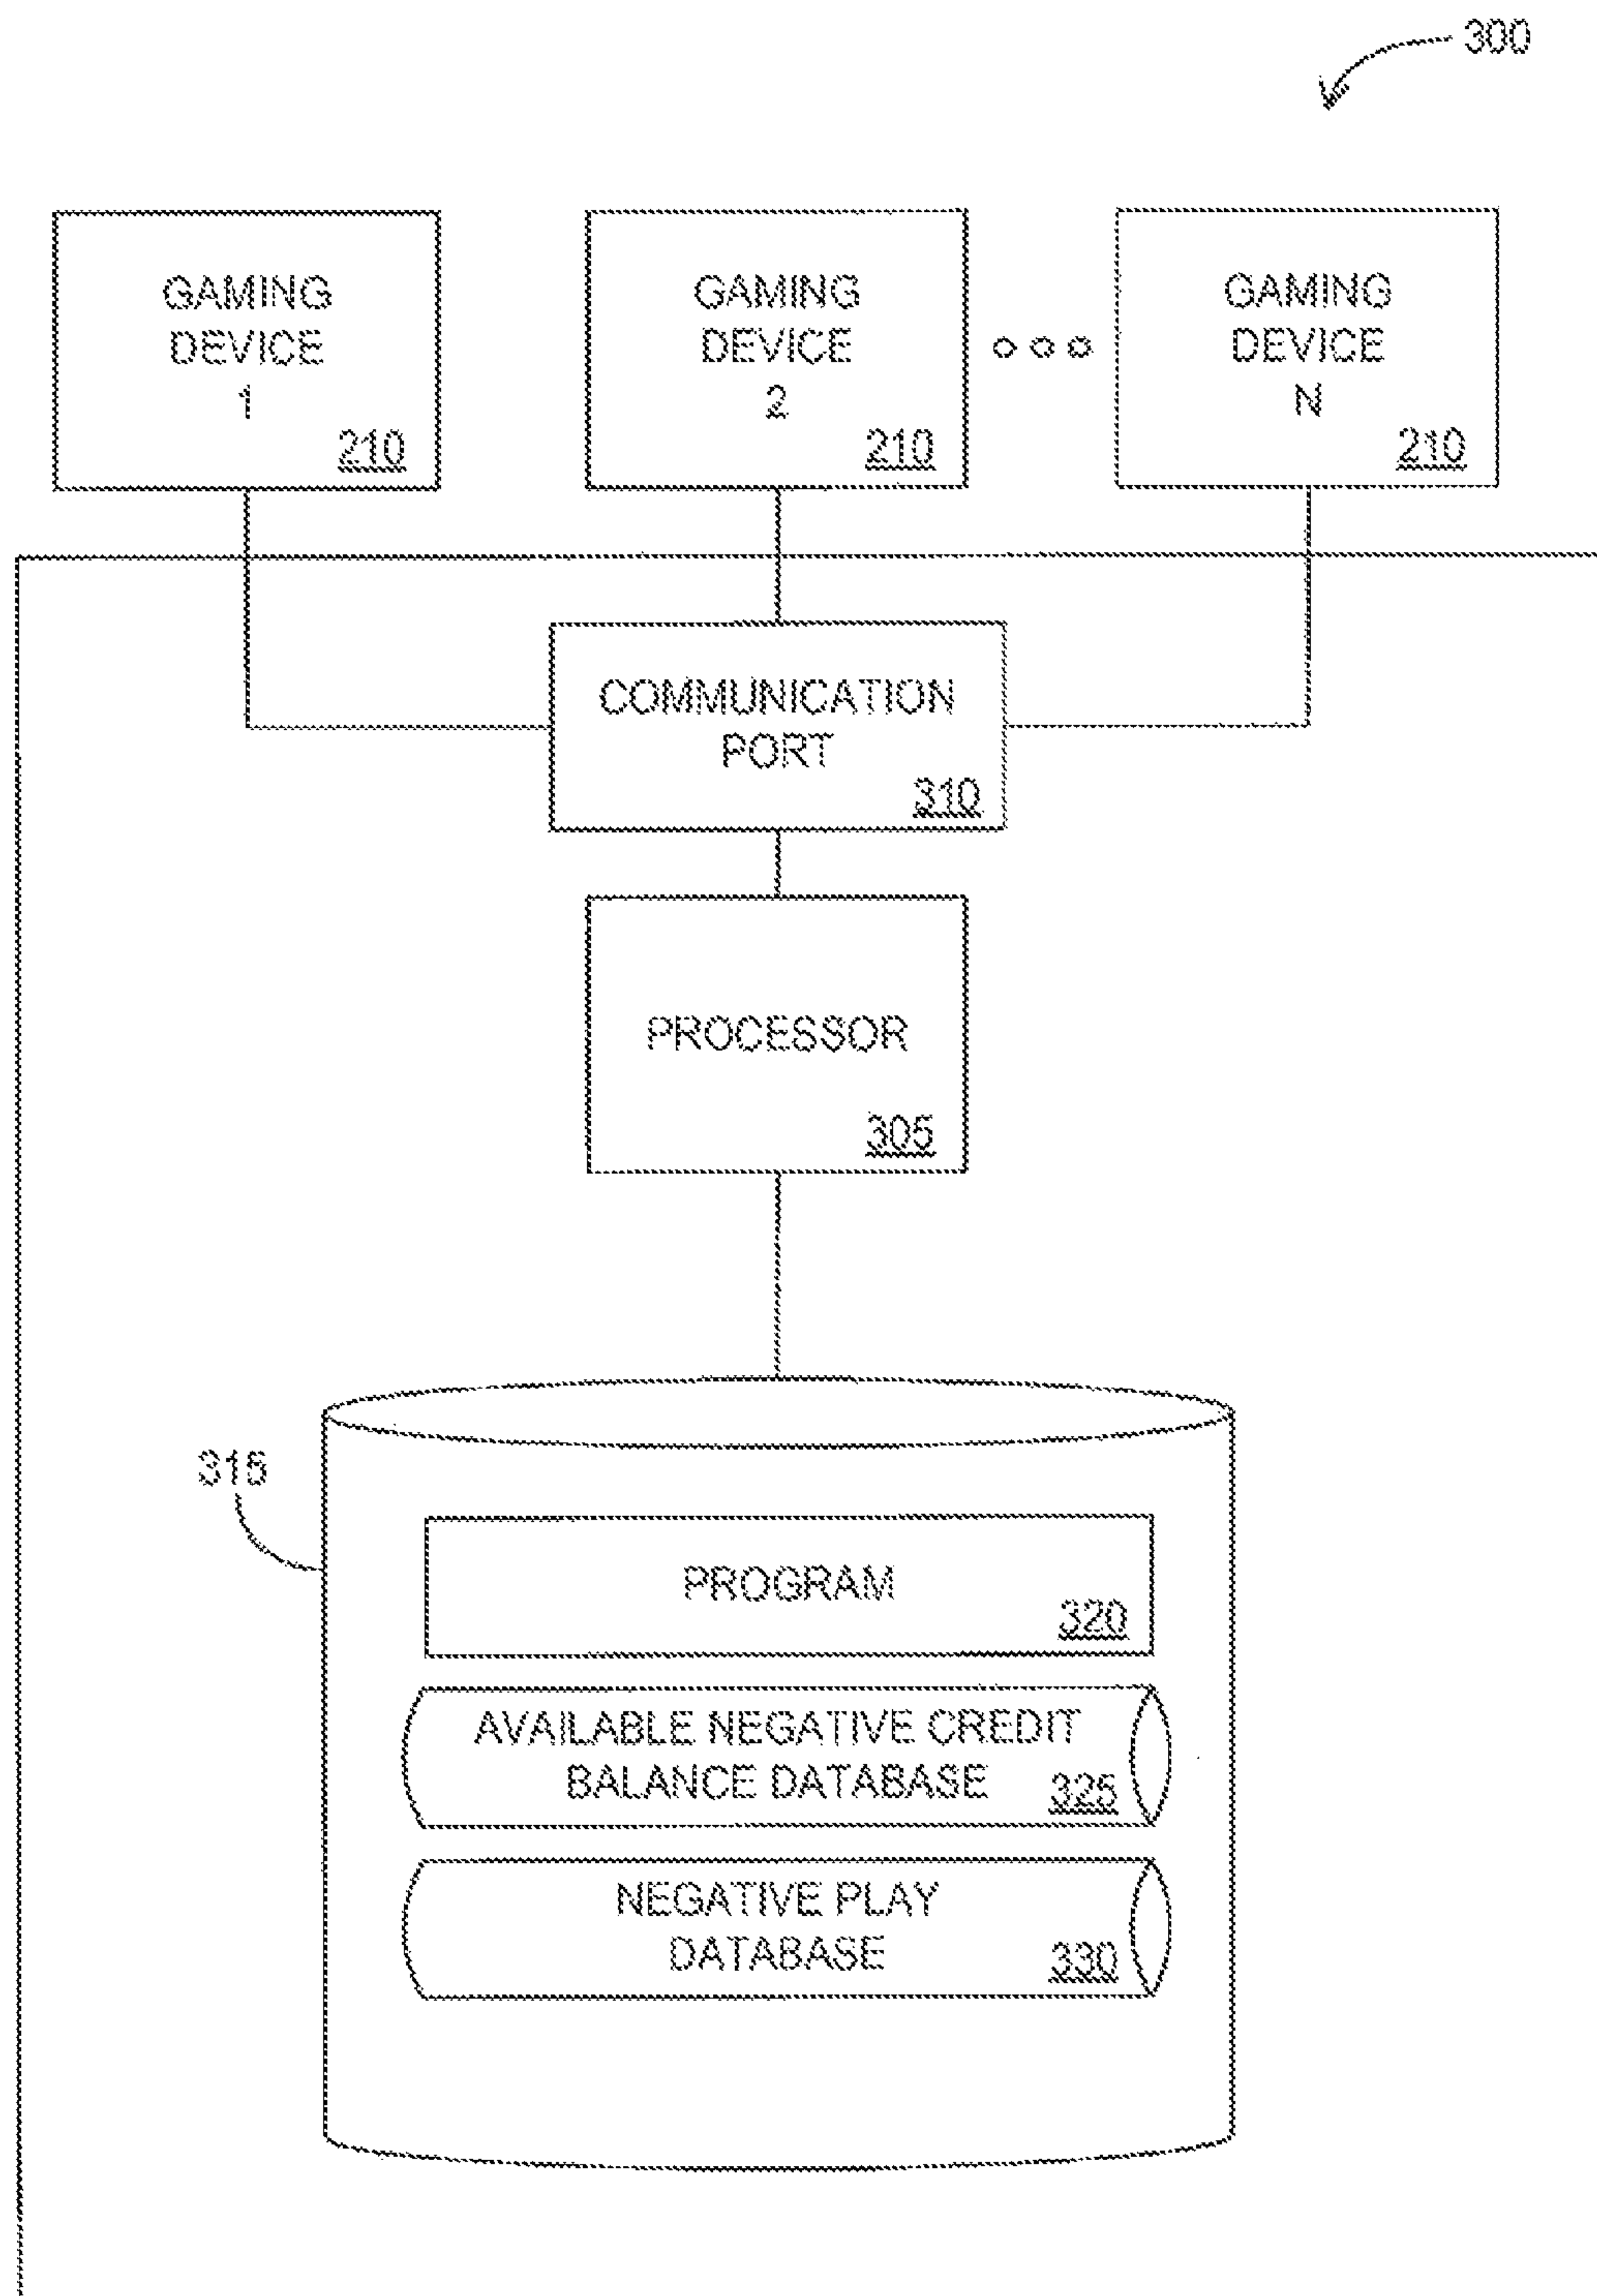 300
GAMING
DEVICE
1
210
GAMING
DEVICE
2
210
GAMING
DEVICE
N
210
COMMUNICATION
PORT
310
PROCESSOR
305
315
PROGRAM
320
AVAILABLE NEGATIVE CREDIT
BALANCE DATABASE
325
NEGATIVE PLAY
DATABASE
330